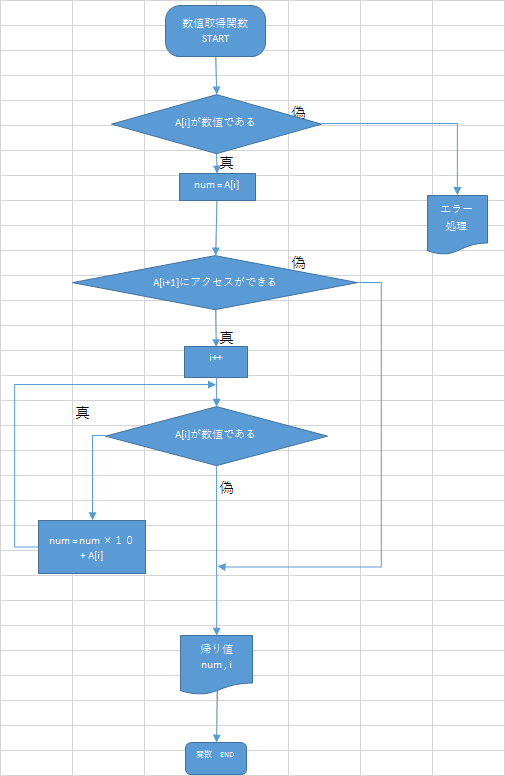 数値取得関数
START
A[i]が数値である
偽
真
num = A[i]
エラー
処理
A[i+1]にアクセスができる
偽
真
i++
真
A[i]が数値である
偽
num = num × １０
+ A[i]
帰り値
num , i
関数　END